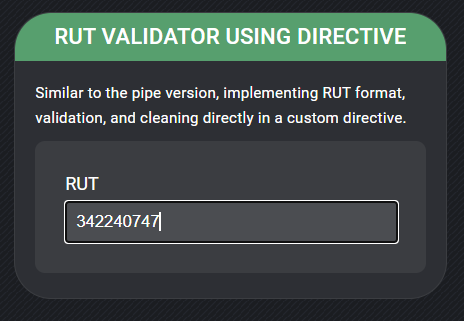 RUT VALIDATOR USING DIRECTIVE
Similar to the pipe version, implementing RUT format,
validation, and cleaning directly in a custom directive.
RUT
342240747